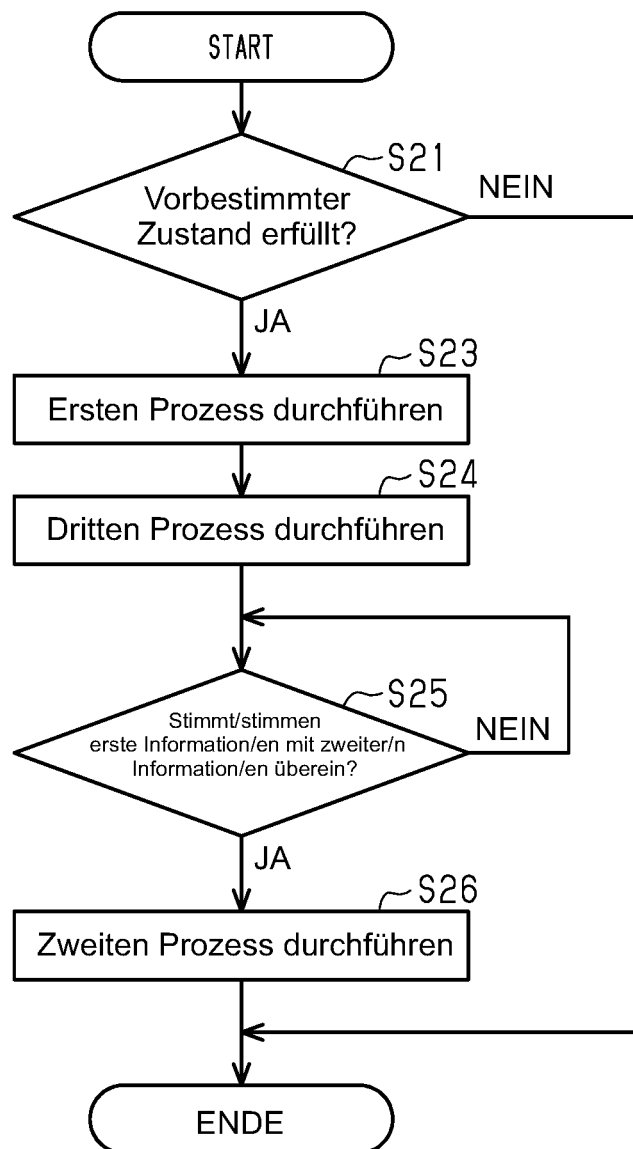 START
S21
Vorbestimmter
Zustand erfüllt?
NEIN
JA
S23
Ersten Prozess durchführen
S24
Dritten Prozess durchführen
S25
Stimmt/stimmen
erste Information/en mit zweiter/n
Information/en überein?
NEIN
JA
S26
Zweiten Prozess durchführen
ENDE